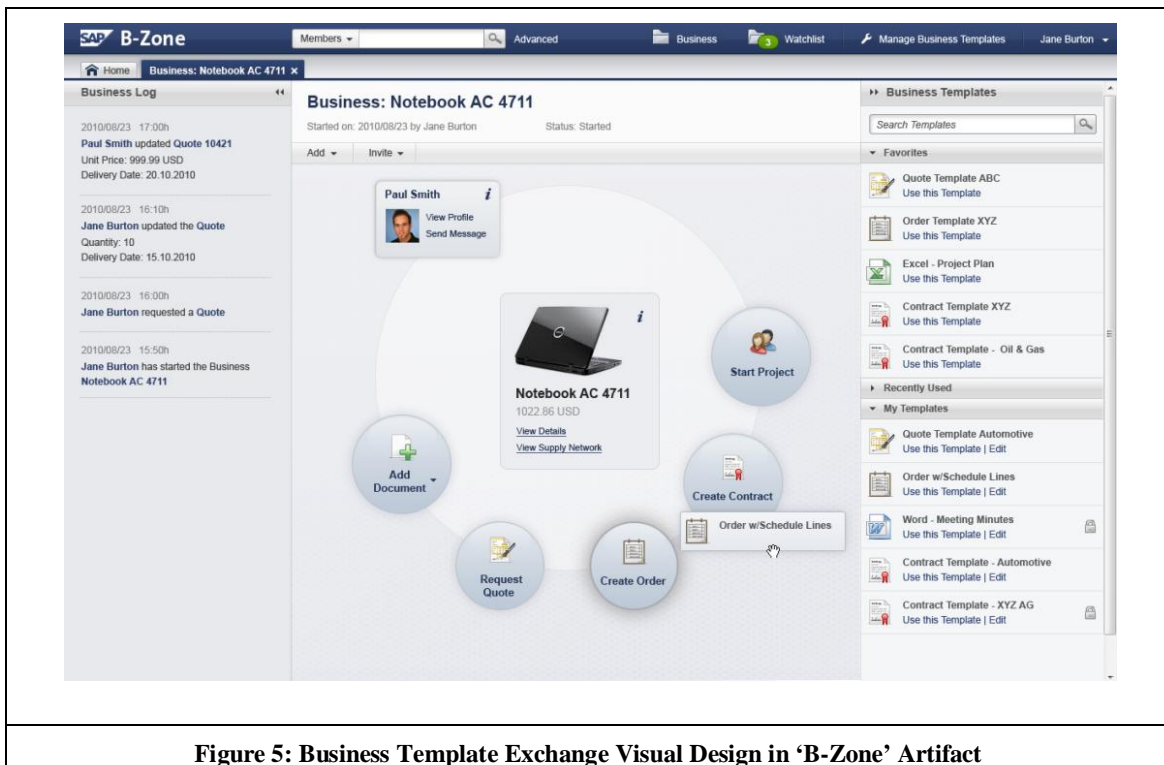 SAP B-Zone
Members
Advanced
Business
3
Watchlist
Manage Business Templates
Jane Burton
Home
Business: Notebook AC 4711 x
Business Log
2010/08/23 17:00h
Paul Smith updated Quote 10421
Unit Price: 999.99 USD
Delivery Date: 20.10.2010
2010/08/23 16:10h
Jane Burton updated the Quote
Quantity: 10
Delivery Date: 15.10.2010
2010/08/23 16:00h
Jane Burton requested a Quote
2010/08/23 15:50h
Jane Burton has started the Business
Notebook AC 4711
Business: Notebook AC 4711
Started on: 2010/08/23 by Jane Burton
Status: Started
Add
Invite
Paul Smith i
View Profile
Send Message
i
Notebook AC 4711
1022.86 USD
View Details
View Supply Network
Start Project
Create Contract
Order w/Schedule Lines
Create Order
Request
Quote
Add
Document
Business Templates
Search Templates
Favorites
Quote Template ABC
Use this Template
Order Template XYZ
Use this Template
Excel - Project Plan
Use this Template
Contract Template XYZ
Use this Template
Contract Template - Oil & Gas
Use this Template
Recently Used
My Templates
Quote Template Automotive
Use this Template | Edit
Order w/Schedule Lines
Use this Template | Edit
Word - Meeting Minutes
Use this Template | Edit
Contract Template - Automotive
Use this Template | Edit
Contract Template - XYZ AG
Use this Template | Edit
Figure 5: Business Template Exchange Visual Design in ‘B-Zone’ Artifact